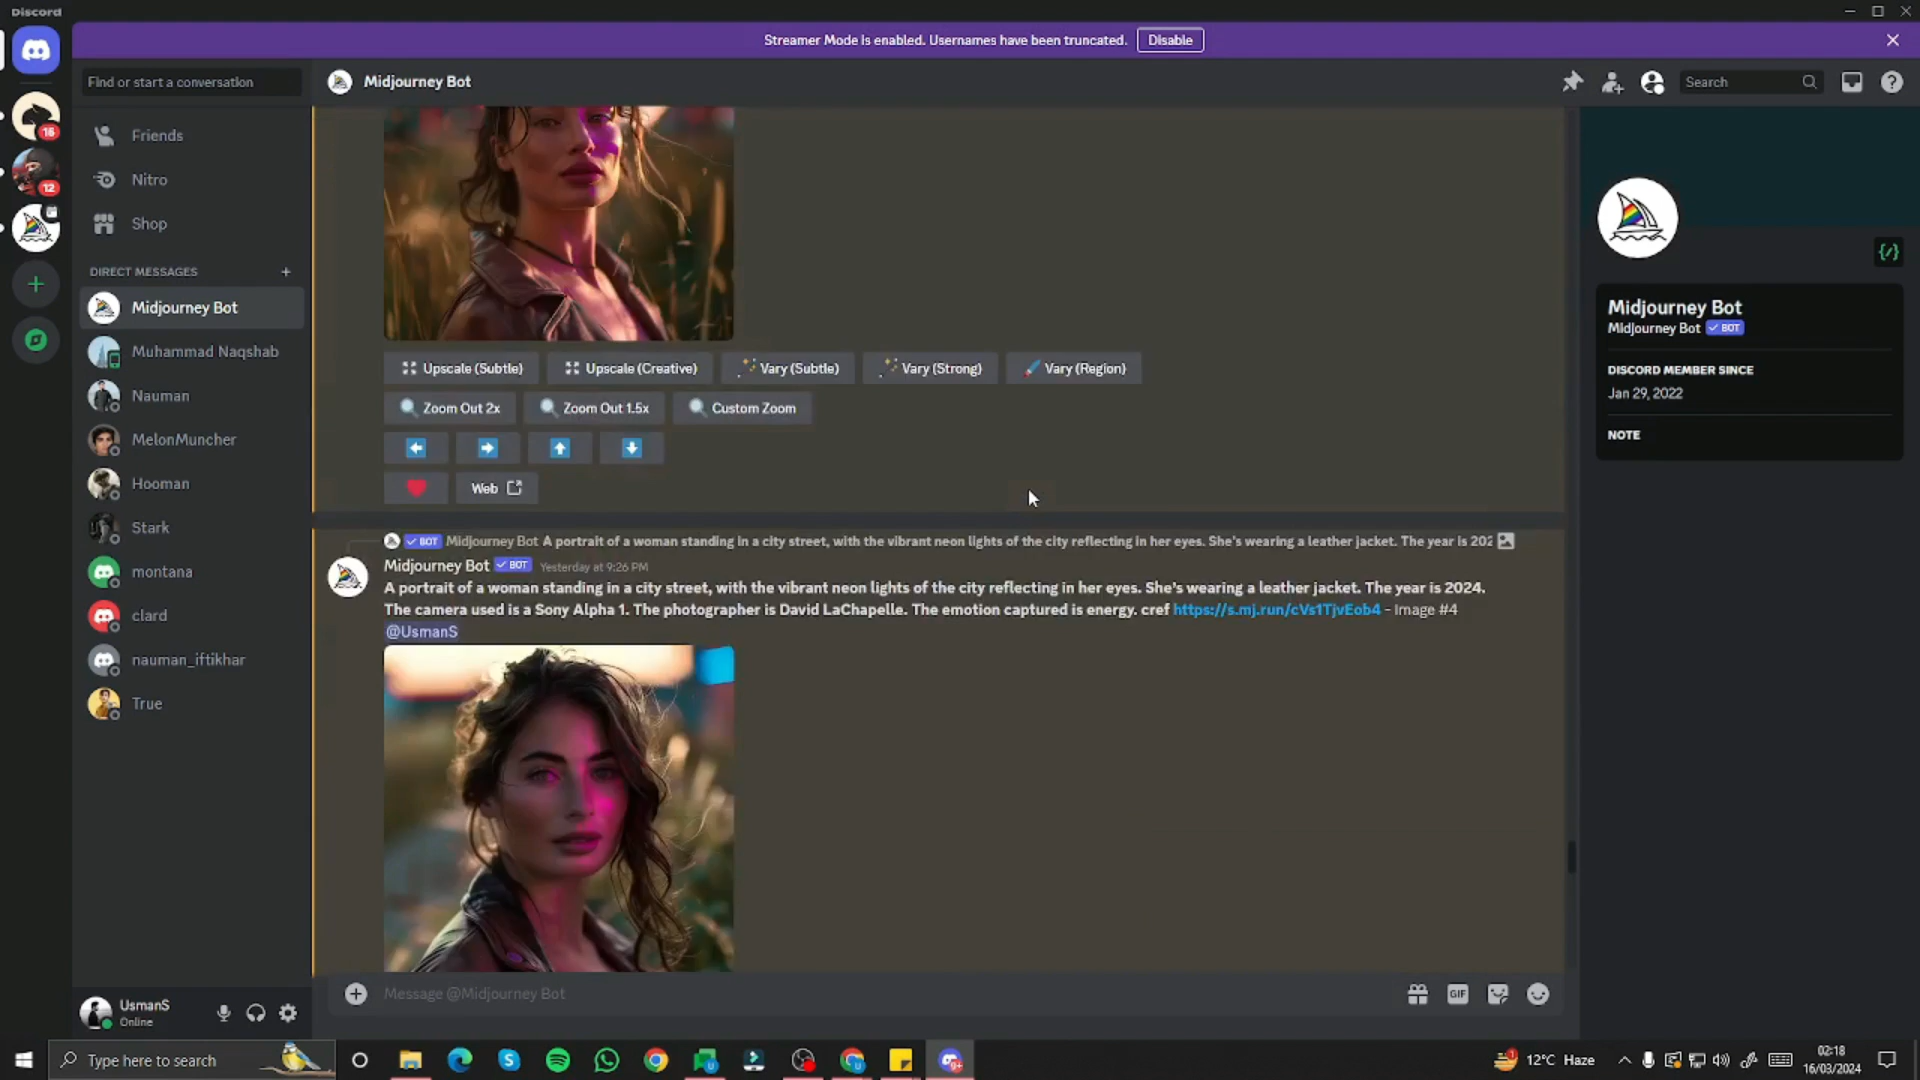 Discord
Streamer Mode is enabled. Usernames have been truncated. Disable
Find or start a conversation
Midjourney Bot
Search
Friends
Nitro
Shop
DIRECT MESSAGES
Midjourney Bot
Muhammad Naqshab
Nauman
MelonMuncher
Hooman
Stark
montana
clard
nauman_iftikhar
True
16
12
UsmanS
Online
Upscale (Subtle) Upscale (Creative) Vary (Subtle) Vary (Strong) Vary (Region)
Zoom Out 2x Zoom Out 1.5x Custom Zoom
Web
BOT Midjourney Bot A portrait of a woman standing in a city street, with the vibrant neon lights of the city reflecting in her eyes. She's wearing a leather jacket. The year is 202
Midjourney Bot BOT Yesterday at 9:26 PM
A portrait of a woman standing in a city street, with the vibrant neon lights of the city reflecting in her eyes. She's wearing a leather jacket. The year is 2024.
The camera used is a Sony Alpha 1. The photographer is David LaChapelle. The emotion captured is energy. cref https://s.mj.run/cVs1TjvEob4 - Image #4
@UsmanS
Message @Midjourney Bot
GIF
Midjourney Bot
Midjourney Bot BOT
DISCORD MEMBER SINCE
Jan 29, 2022
NOTE
Type here to search
9+
12°C Haze
02:18
16/03/2024